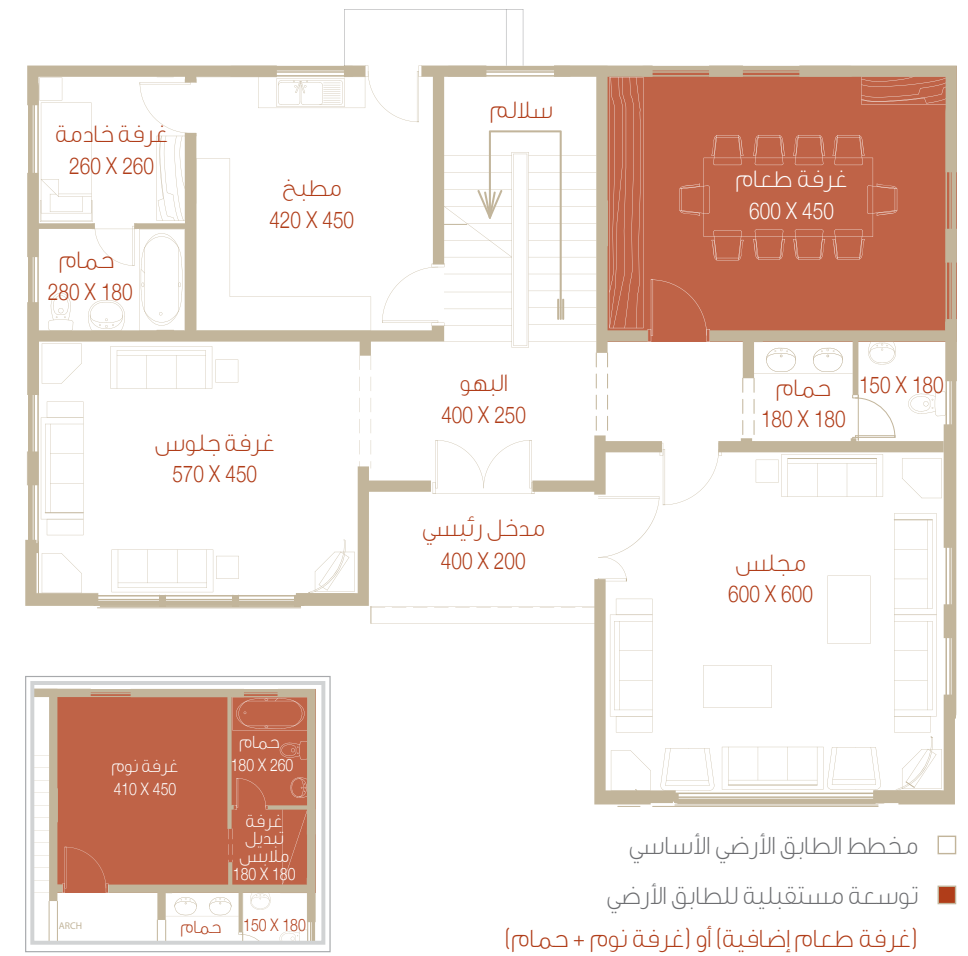 سلالم
غرفة خادمة
260 X 260
مطبخ
420 X 450
غرفة طعام
600 X 450
حمام
280 X 180
البهو
400 X 250
حمام
180 X 180
150 X 180
غرفة جلوس
570 X 450
مدخل رئيسي
400 X 200
مجلس
600 X 600
غرفة نوم
410 X 450
حمام
180 X 260
غرفة
تبديل
ملابس
180 X 180
ARCH
حمام
150 X 180
مخطط الطابق الأرضي الأساسي
توسعة مستقبلية للطابق الأرضي
(غرفة طعام إضافية) أو (غرفة نوم + حمام)